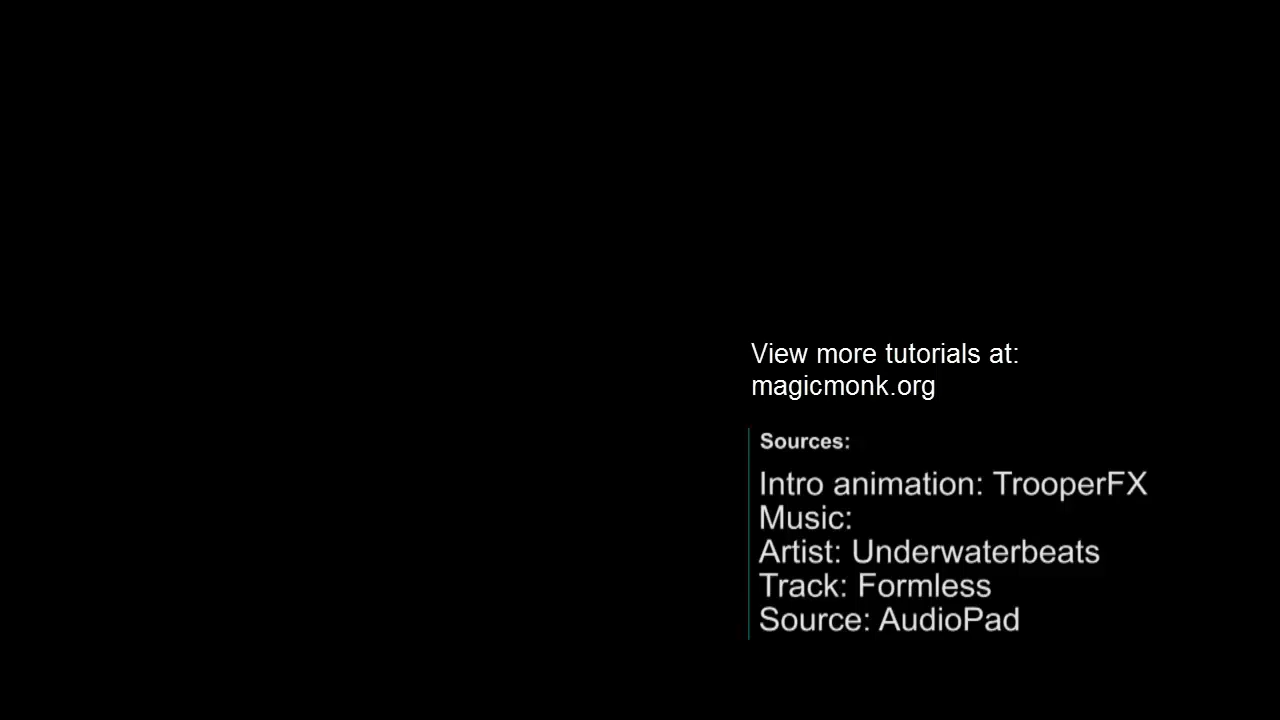 View more tutorials at:
magicmonk.org
Sources:
Intro animation: TrooperFX
Music:
Artist: Underwaterbeats
Track: Formless
Source: AudioPad